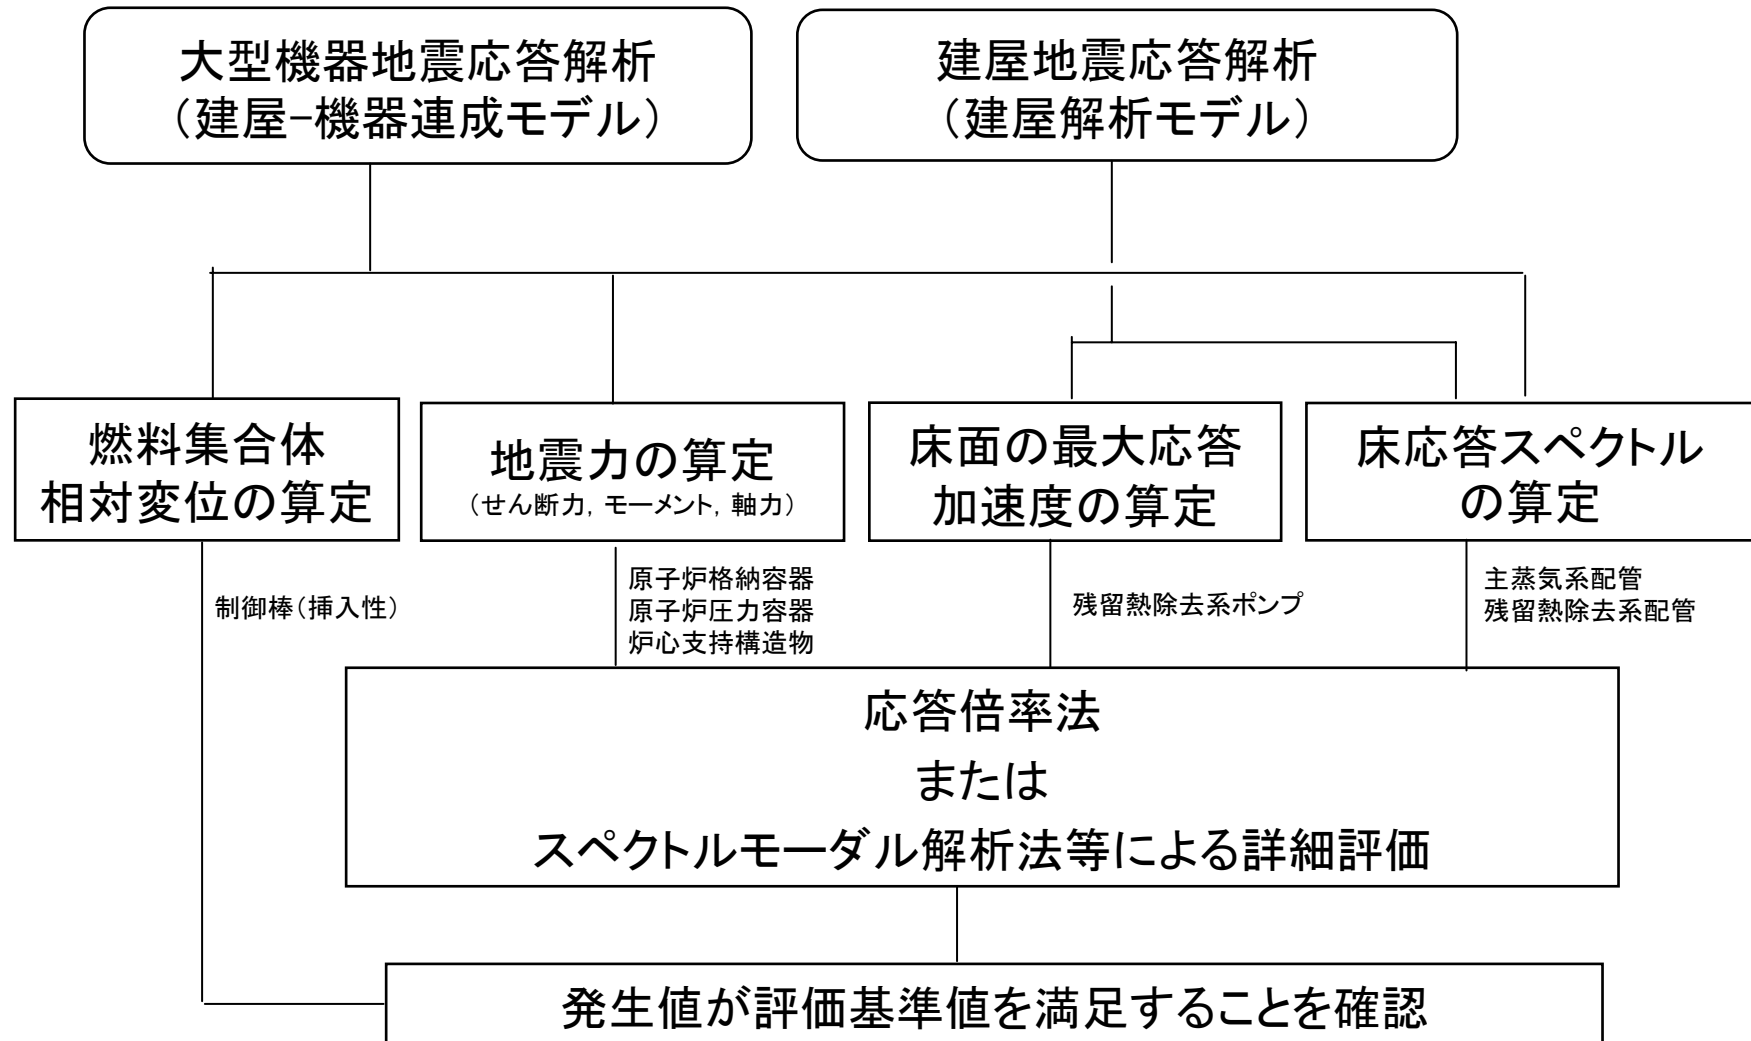 大型機器地震応答解析
（建屋−機器連成モデル）
建屋地震応答解析
（建屋解析モデル）
燃料集合体
相対変位の算定
地震力の算定
（せん断力，モーメント，軸力）
床面の最大応答
加速度の算定
床応答スペクトル
の算定
制御棒（挿入性）
原子炉格納容器
原子炉圧力容器
炉心支持構造物
残留熱除去系ポンプ
主蒸気系配管
残留熱除去系配管
応答倍率法
または
スペクトルモーダル解析法等による詳細評価
発生値が評価基準値を満足することを確認